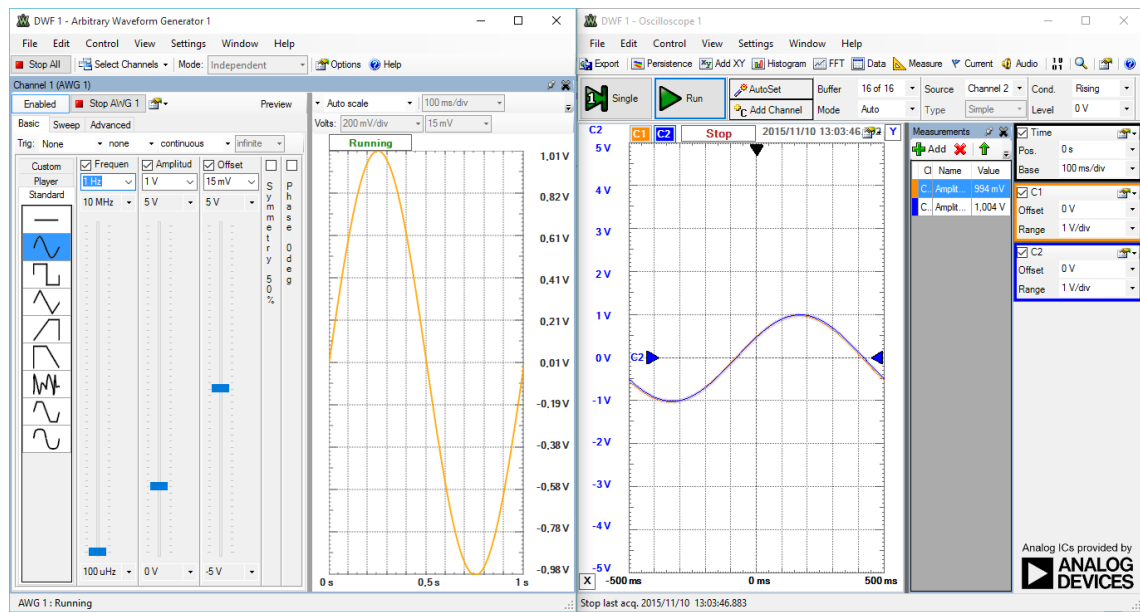 DWF 1 - Arbitrary Waveform Generator 1
File Edit Control View Settings Window Help
Stop All Select Channels Mode: Independent Options Help
Channel 1 (AWG 1)
Enabled Stop AWG 1 Preview
Basic Sweep Advanced
Trig: None none continuous infinite
Custom
Player
Standard
Frequen Amplitud Offset
1 Hz 1 V 15 mV
10 MHz 5 V 5 V
100 uHz 0 V -5 V
Symmetry 50%
Phase 0 deg
Auto scale 100 ms/div
Volts: 200 mV/div 15 mV
Running
1,01 V
0,82 V
0,61 V
0,41 V
0,21 V
0,01 V
-0,19 V
-0,38 V
-0,58 V
-0,78 V
-0,98 V
0 s 0,5 s 1 s
AWG 1 : Running
DWF 1 - Oscilloscope 1
File Edit Control View Settings Window Help
Export Persistence Add XY Histogram FFT Data Measure Current Audio
Single Run AutoSet Buffer 16 of 16 Source Channel 2 Cond. Rising
Add Channel Mode Auto Type Simple Level 0 V
C2 C1 C2 Stop 2015/11/10 13:03:46 Y
5 V
4 V
3 V
2 V
1 V
0 V C2
-1 V
-2 V
-3 V
-4 V
-5 V
X -500 ms 0 ms 500 ms
Measurements
Add
Cl Name Value
C.. Amplit... 994 mV
C.. Amplit... 1,004 V
Time
Pos. 0 s
Base 100 ms/div
C1
Offset 0 V
Range 1 V/div
C2
Offset 0 V
Range 1 V/div
Analog ICs provided by
ANALOG
DEVICES
Stop last acq. 2015/11/10 13:03:46.883